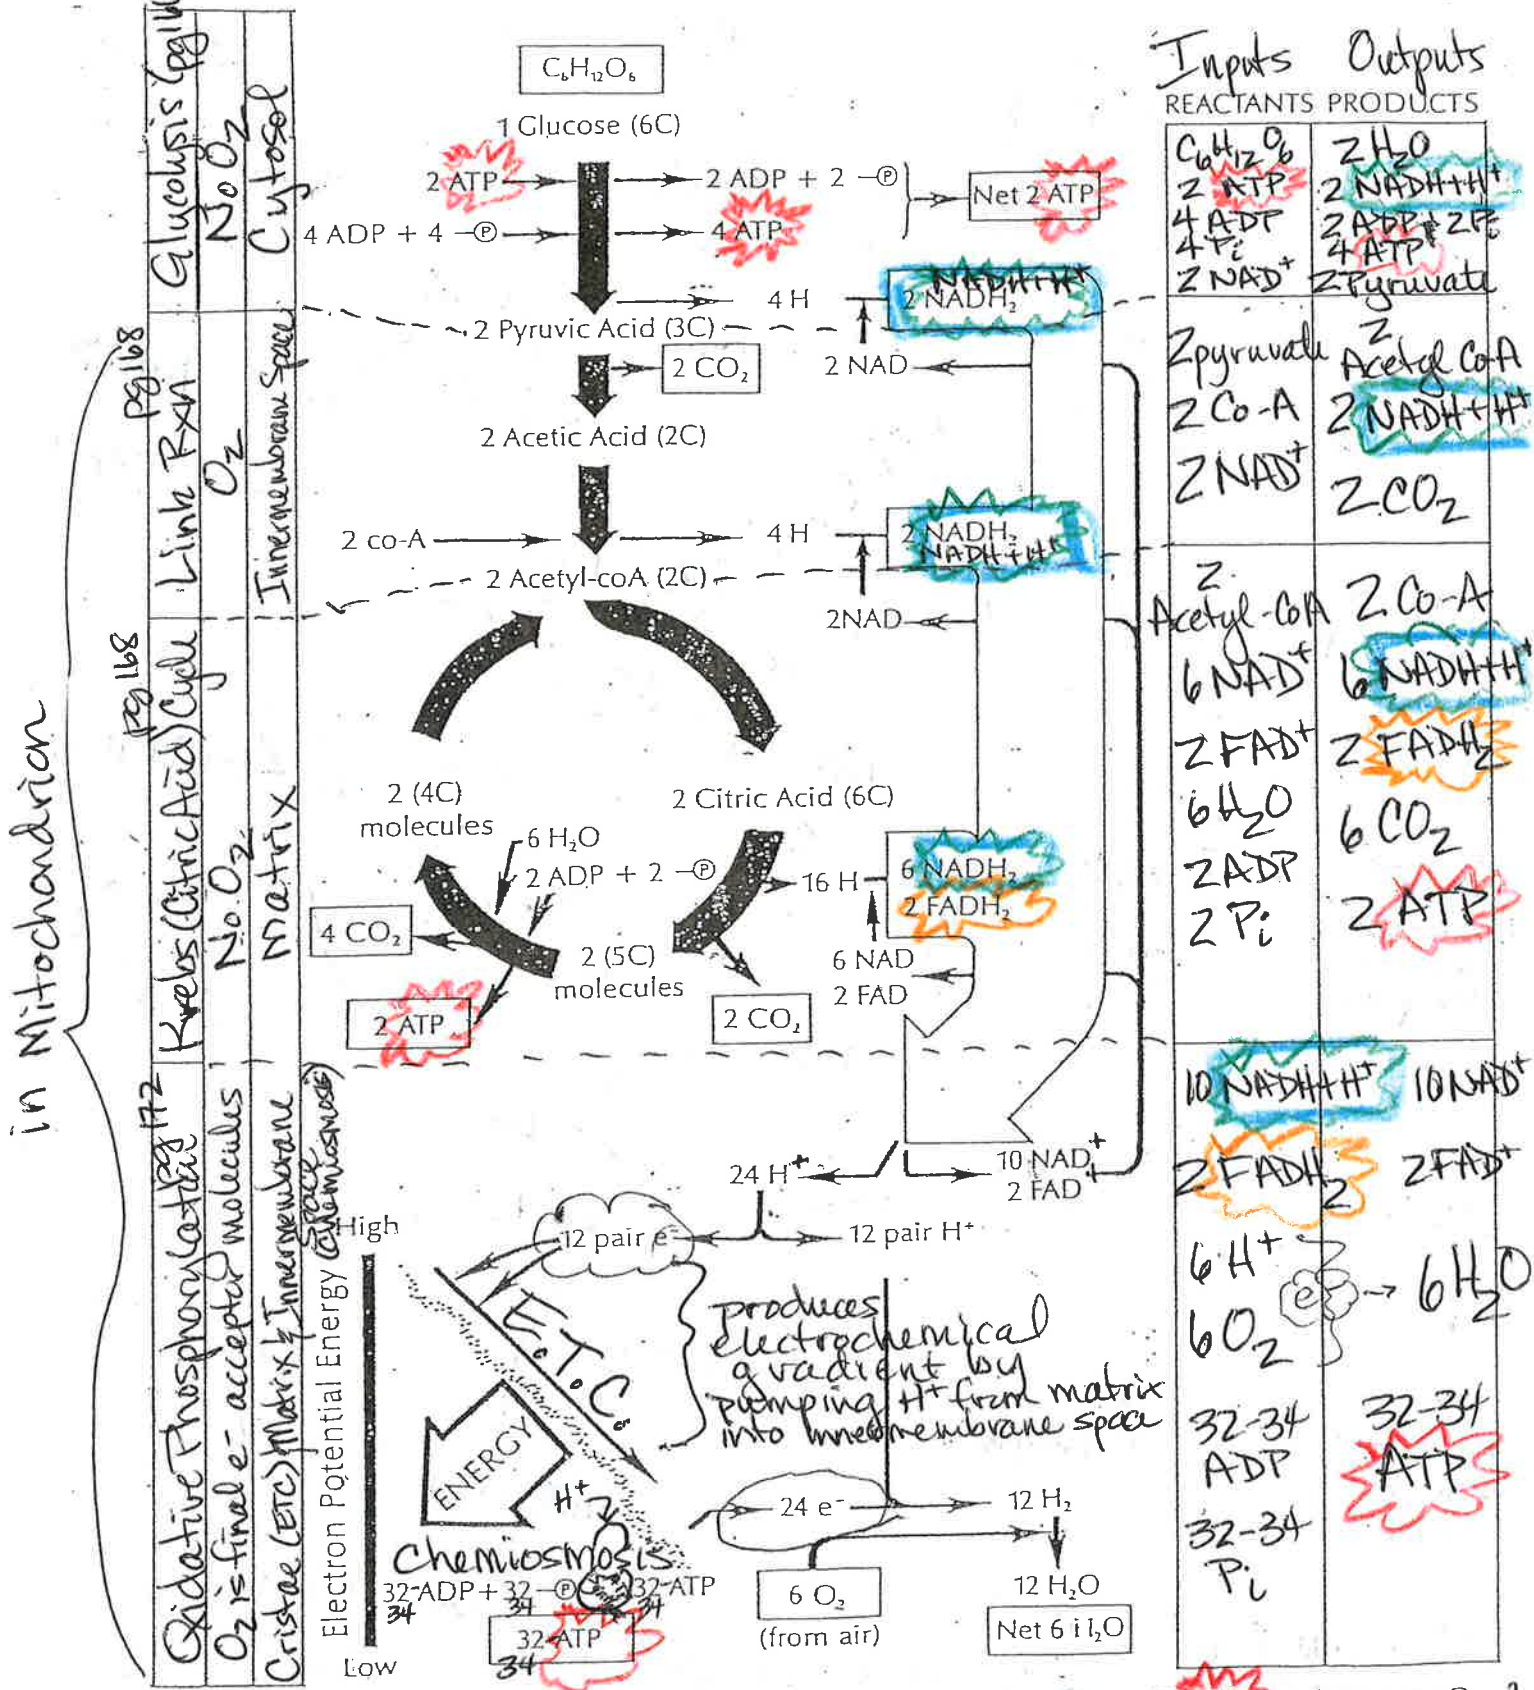 in Mitochondrion
Glucolysis (pg16
No O2
Cytosol
pg168
Link Rxn
O2
Innermembrane Space
pg168
Krebs (Citric Acid) Cycle
No O2
Matrix
pg 172
Oxidative Phosphorylation
O2 is final e- acceptor molecules
Cristae (ETC) Matrix & Innermembrane
Space
(Chemiosmosis)
C₆H₁₂O₆
1 Glucose (6C)
2 ATP
2 ADP + 2 –Ⓟ
Net 2 ATP
4 ADP + 4 –Ⓟ
4 ATP
4 H
NADH+H+
2 NADH₂
2 Pyruvic Acid (3C)
2 CO₂
2 NAD
2 Acetic Acid (2C)
2 co-A
4 H
2 NADH₂
NADH+H+
2 Acetyl-coA (2C)
2NAD
2 (4C)
molecules
2 Citric Acid (6C)
6 H₂O
2 ADP + 2 –Ⓟ
16 H
6 NADH₂
2 FADH₂
4 CO₂
2 (5C)
molecules
6 NAD
2 FAD
2 ATP
2 CO₂
24 H+
10 NAD+
2 FAD+
High
12 pair e-
12 pair H+
Electron Potential Energy
E.T.C.
produces
electrochemical
gradient by
pumping H+ from matrix
into innermembrane space
ENERGY
H+
24 e-
12 H₂
Chemiosmosis
32 ADP + 32 –Ⓟ 32 ATP
34 34 34
32 ATP
34
Low
6 O₂
(from air)
12 H₂O
Net 6 i I₂O
Inputs Outputs
REACTANTS PRODUCTS
C6H12O6 2 H2O
2 ATP 2 NADH+H+
4 ADP 2 ADP+2Pi
4 Pi 4 ATP
2 NAD+ 2 Pyruvate
2 pyruvate 2 Acetyl Co-A
2 Co-A 2 NADH+H+
2 NAD+ 2 CO2
2 Acetyl-CoA 2 Co-A
6 NAD+ 6 NADH+H+
2 FAD+ 2 FADH2
6 H2O 6 CO2
2 ADP 2 ATP
2 Pi
10 NADH+H+ 10 NAD+
2 FADH2 2 FAD+
6 H+ e- 6 H2O
6 O2
32-34 32-34
ADP ATP
32-34
Pi